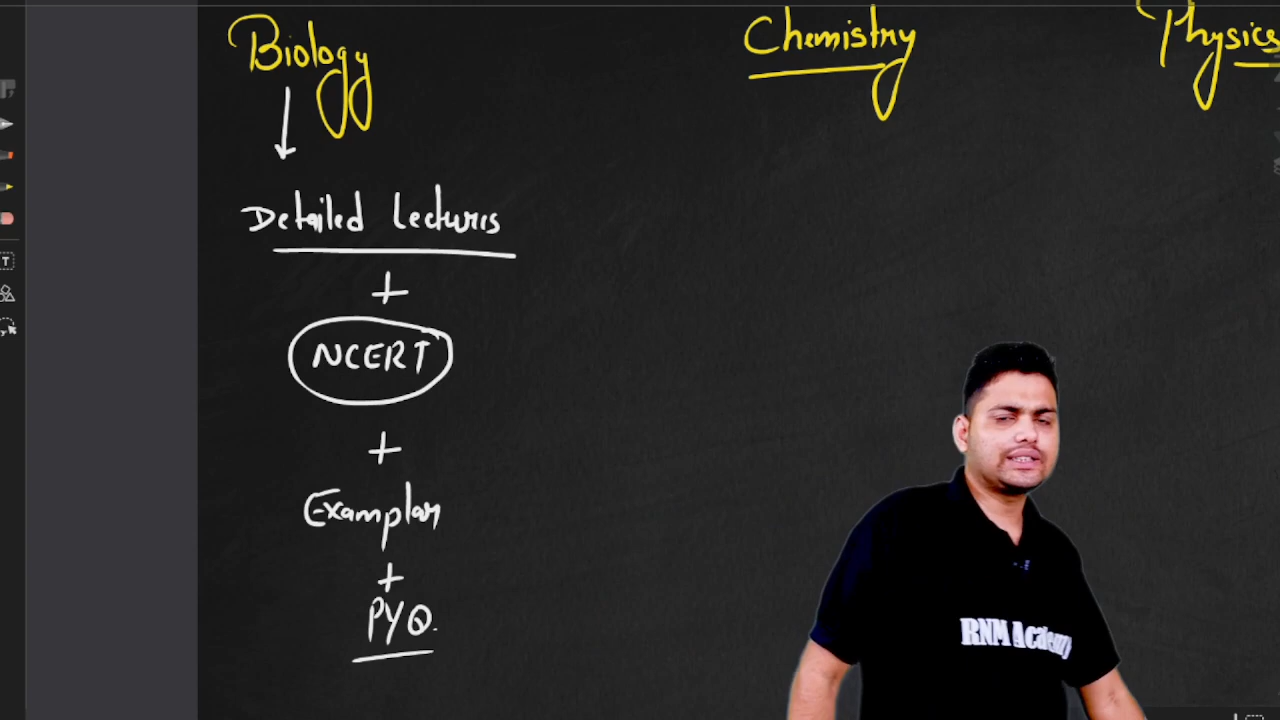 Biology
Chemistry
Physics
Detailed Lectures
+
NCERT
+
Examplar
+
PYQ.
RNM Academy
T